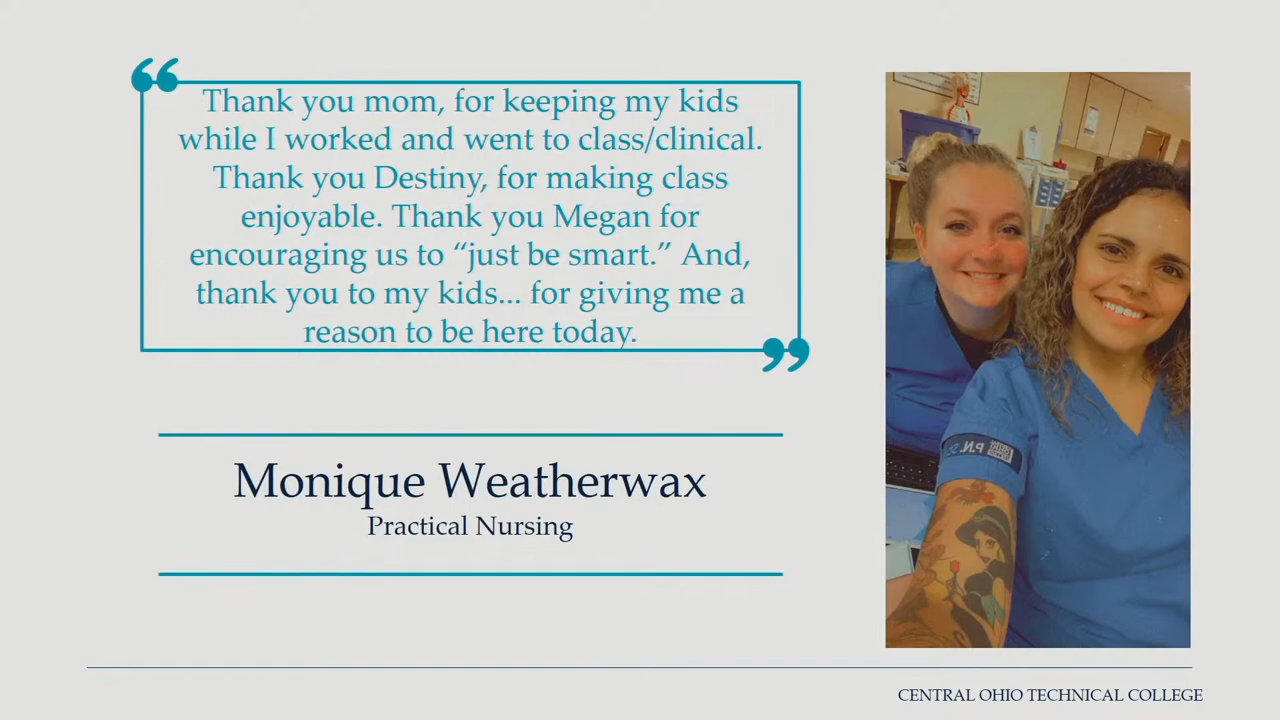 Thank you mom, for keeping my kids
while I worked and went to class/clinical.
Thank you Destiny, for making class
enjoyable. Thank you Megan for
encouraging us to “just be smart.” And,
thank you to my kids... for giving me a
reason to be here today.
Monique Weatherwax
Practical Nursing
P.N.
CENTRAL OHIO TECHNICAL COLLEGE